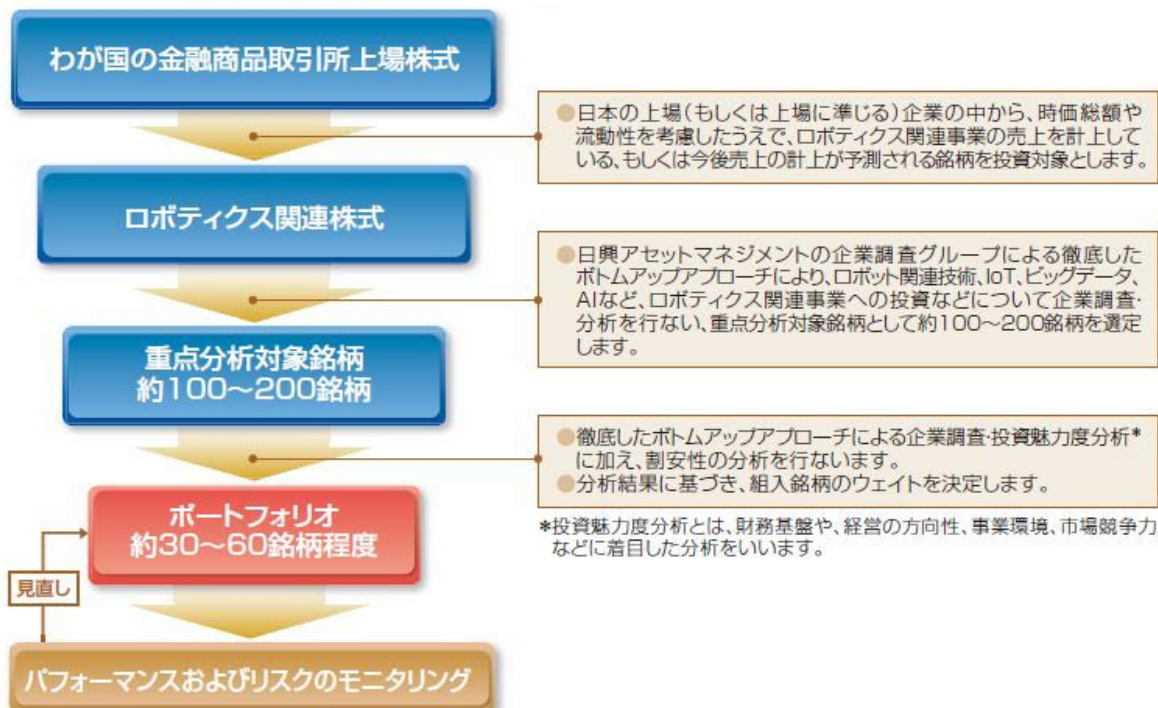 わが国の金融商品取引所上場株式
●日本の上場(もしくは上場に準じる)企業の中から、時価総額や
流動性を考慮したうえで、ロボティクス関連事業の売上を計上して
いる、もしくは今後売上の計上が予測される銘柄を投資対象とします。
ロボティクス関連株式
●日興アセットマネジメントの企業調査グループによる徹底した
ボトムアップアプローチにより、ロボット関連技術、IoT、ビッグデータ、
AIなど、ロボティクス関連事業への投資などについて企業調査・
分析を行ない、重点分析対象銘柄として約100～200銘柄を選定
します。
重点分析対象銘柄
約100～200銘柄
●徹底したボトムアップアプローチによる企業調査・投資魅力度分析*
に加え、割安性の分析を行ないます。
●分析結果に基づき、組入銘柄のウェイトを決定します。
ポートフォリオ
約30～60銘柄程度
*投資魅力度分析とは、財務基盤や、経営の方向性、事業環境、市場競争力
などに着目した分析をいいます。
見直し
パフォーマンスおよびリスクのモニタリング